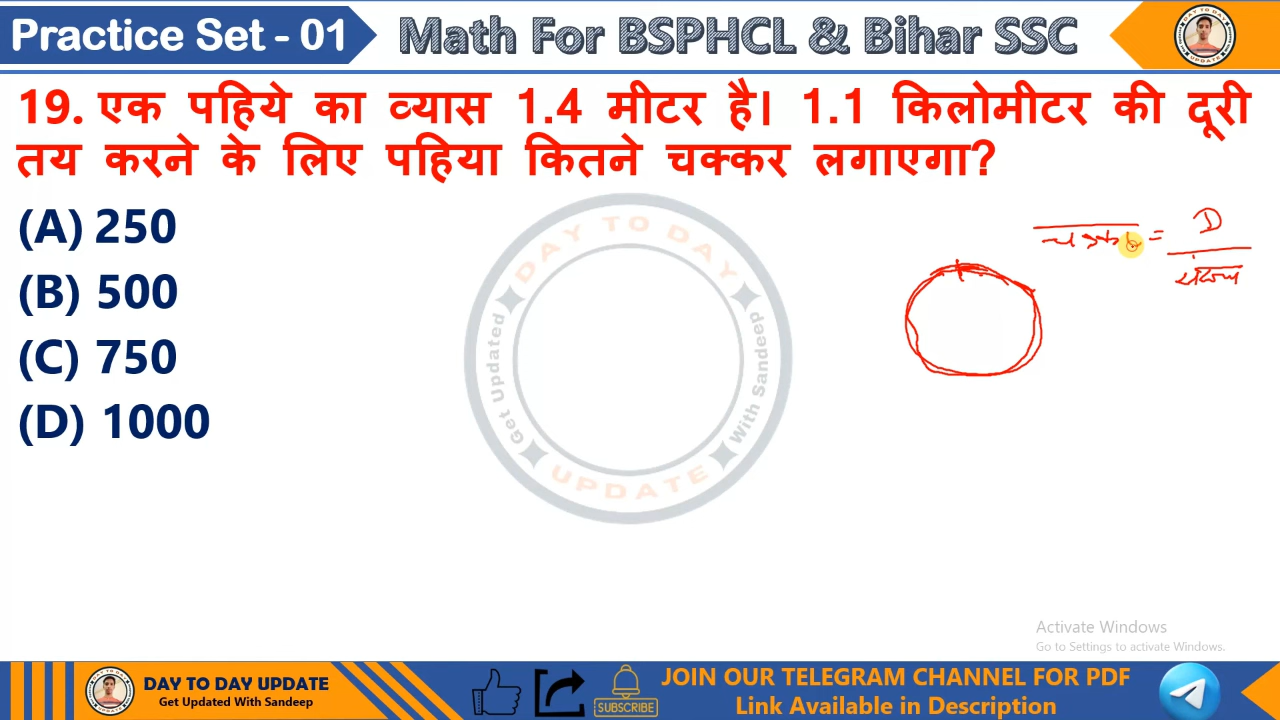 Practice Set - 01
Math For BSPHCL & Bihar SSC
19. एक पहिये का व्यास 1.4 मीटर है। 1.1 किलोमीटर की दूरी
तय करने के लिए पहिया कितने चक्कर लगाएगा?
(A) 250
(B) 500
(C) 750
(D) 1000
= D
DAY TO DAY
Get Updated
With Sandeep
UPDATE
Activate Windows
Go to Settings to activate Windows.
DAY TO DAY UPDATE
Get Updated With Sandeep
SUBSCRIBE
JOIN OUR TELEGRAM CHANNEL FOR PDF
Link Available in Description